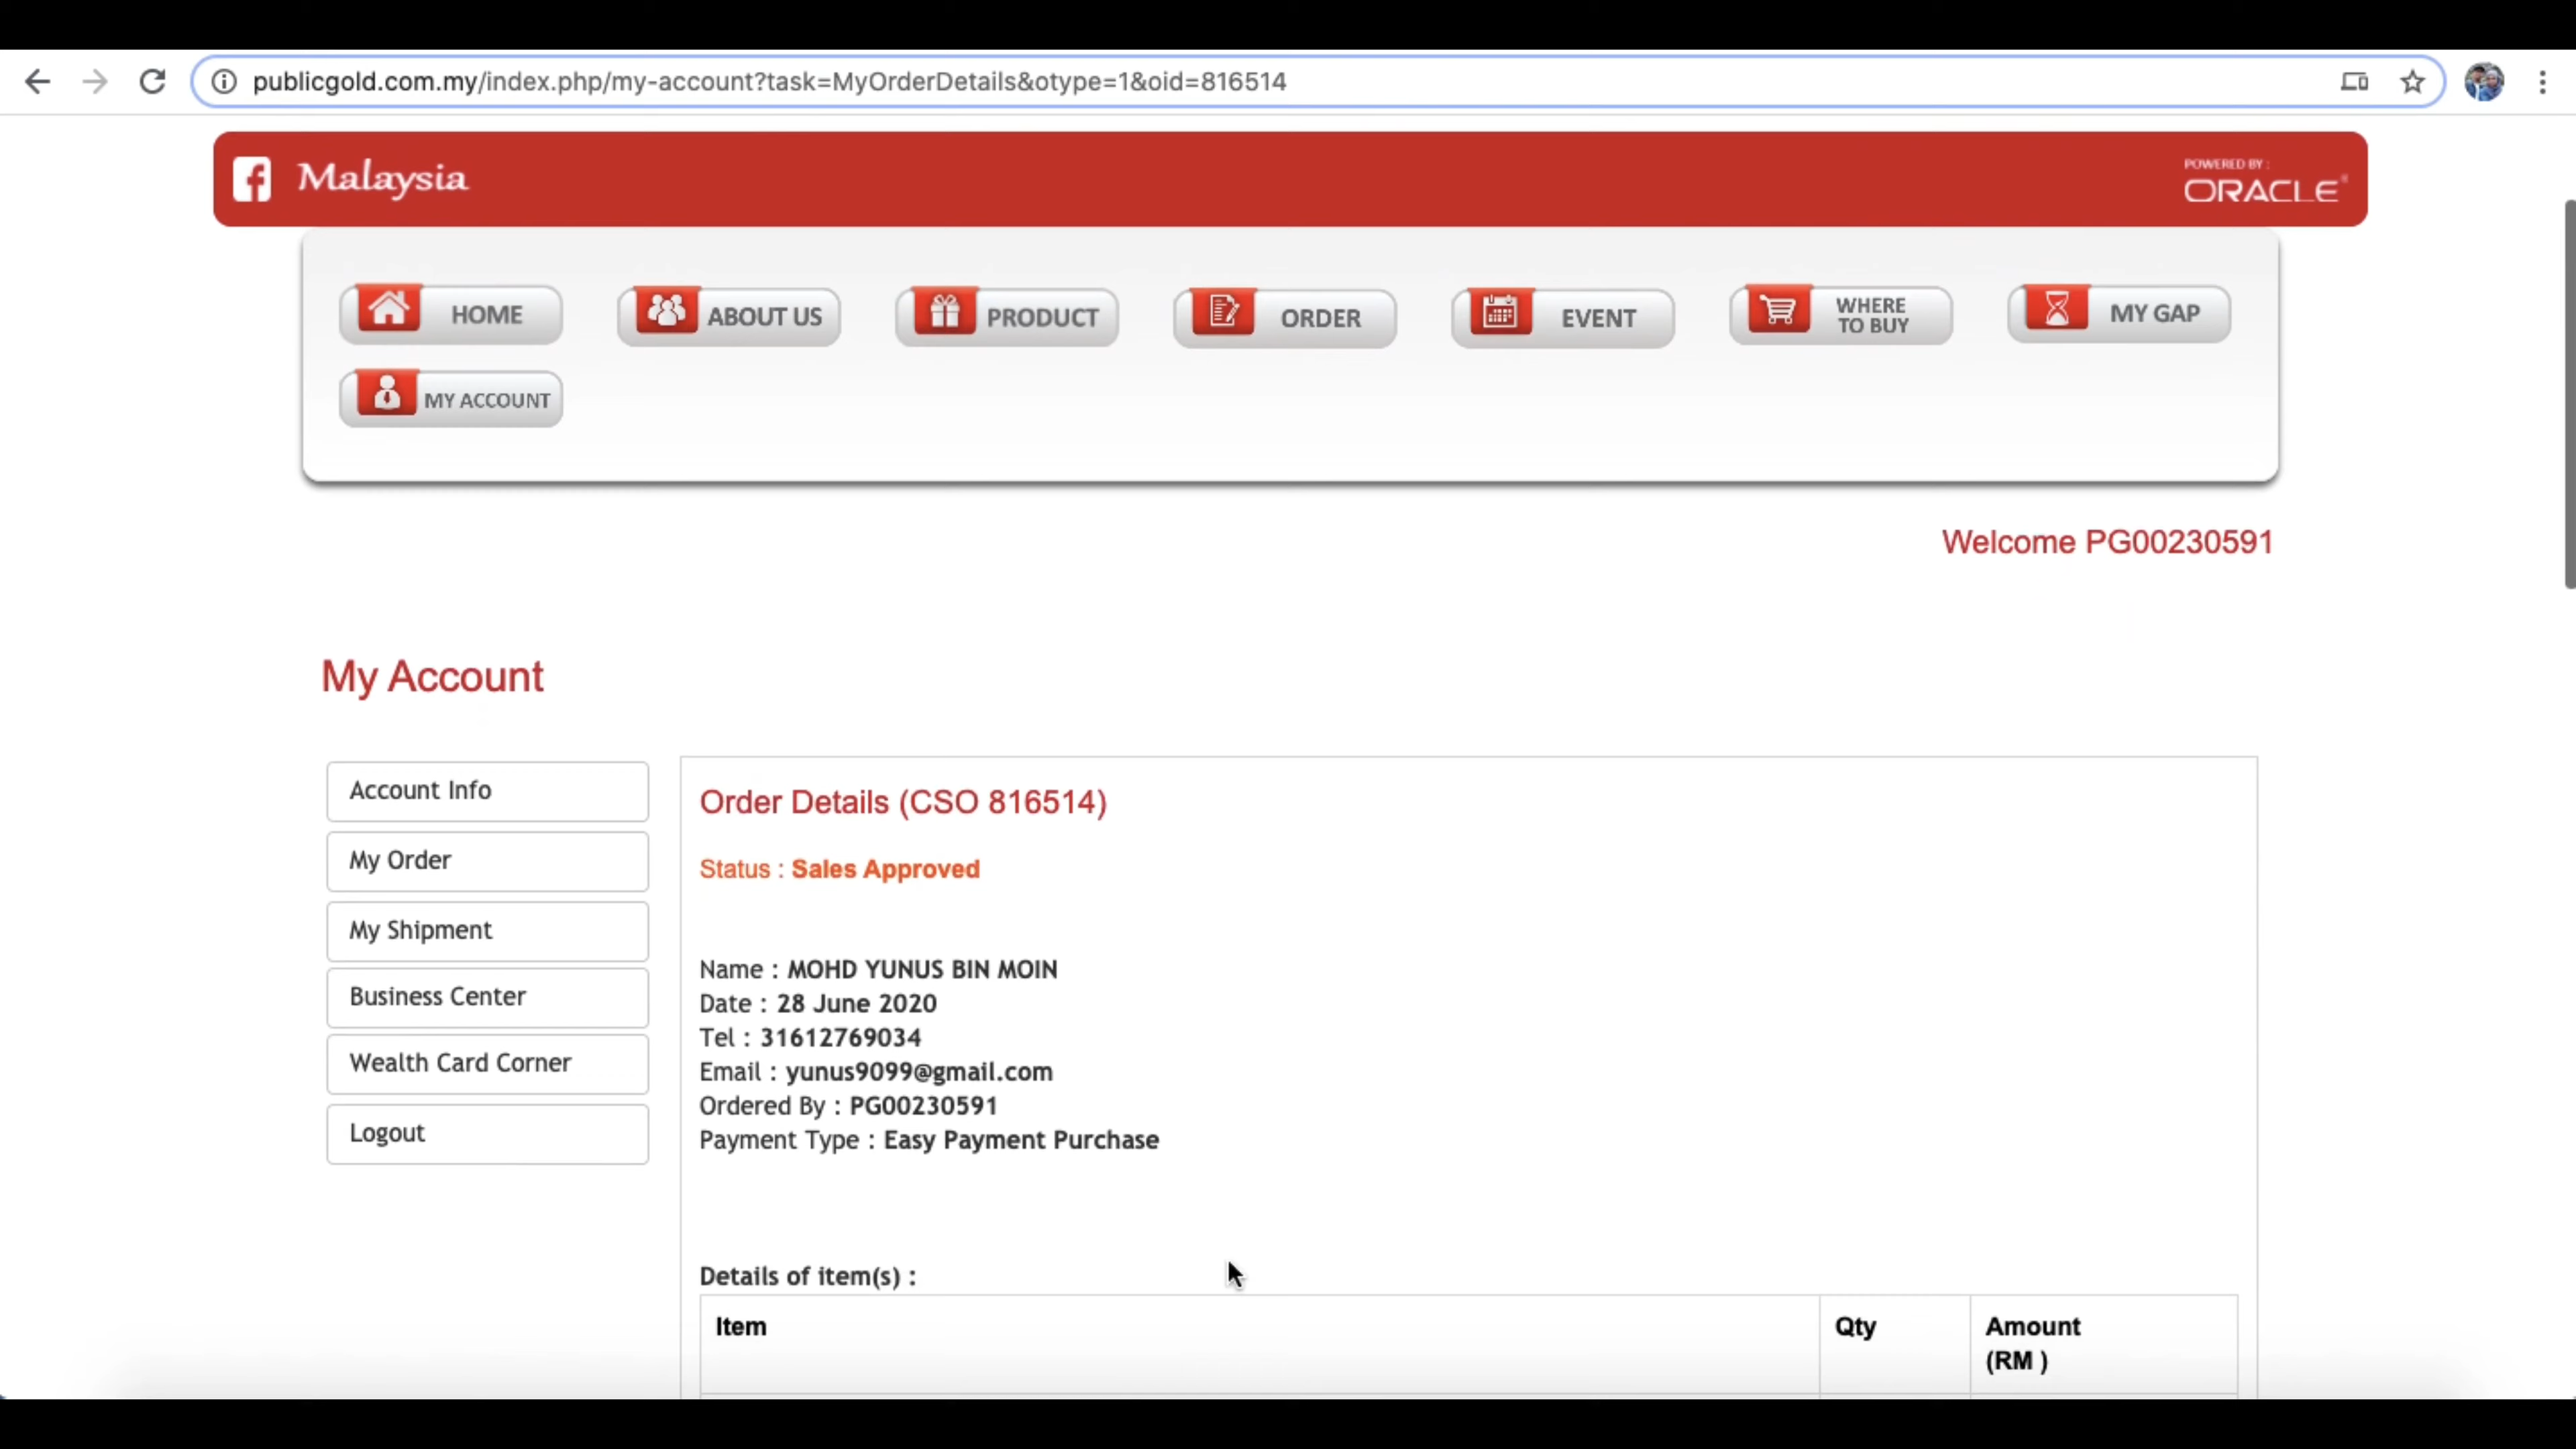 publicgold.com.my/index.php/my-account?task=MyOrderDetails&otype=1&oid=816514
Malaysia
POWERED BY :
ORACLE
HOME
ABOUT US
PRODUCT
ORDER
EVENT
WHERE
TO BUY
MY GAP
MY ACCOUNT
Welcome PG00230591
My Account
Account Info
My Order
My Shipment
Business Center
Wealth Card Corner
Logout
Order Details (CSO 816514)
Status : Sales Approved
Name : MOHD YUNUS BIN MOIN
Date : 28 June 2020
Tel : 31612769034
Email : yunus9099@gmail.com
Ordered By : PG00230591
Payment Type : Easy Payment Purchase
Details of item(s) :
Item
Qty
Amount
(RM )